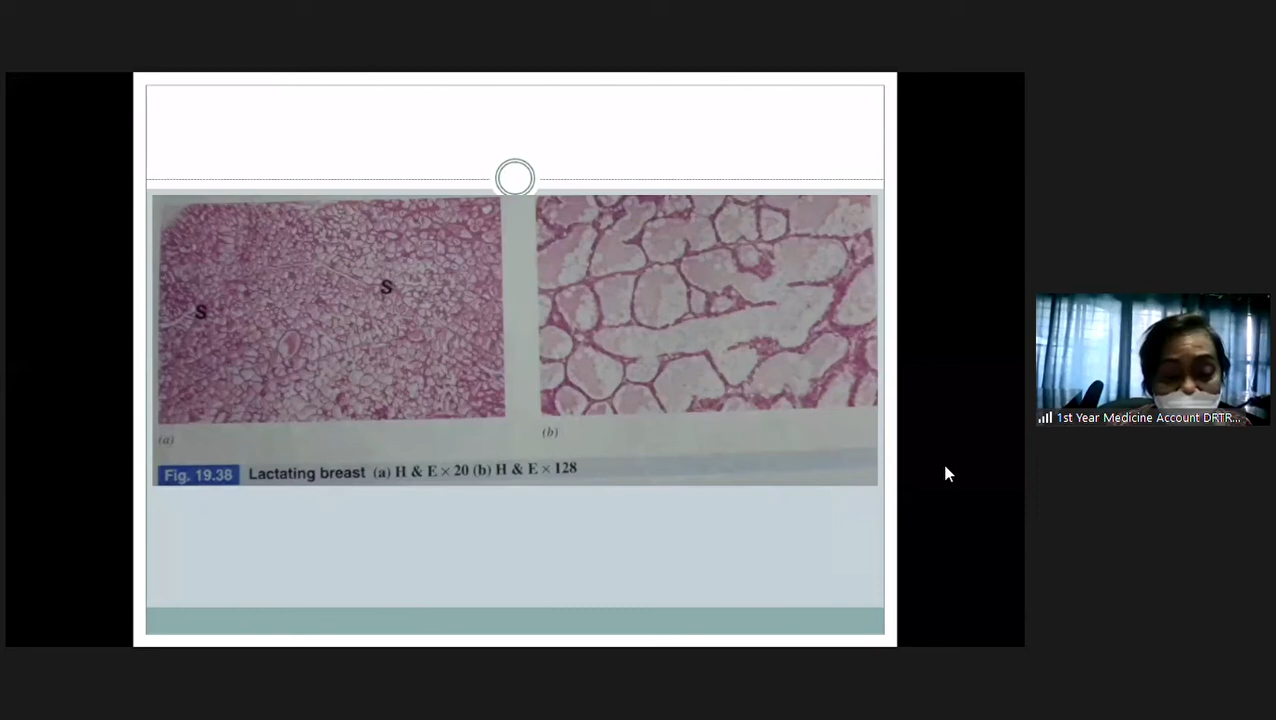 S
S
(a)
(b)
Fig. 19.38 Lactating breast (a) H & E × 20 (b) H & E × 128
1st Year Medicine Account DRTR...